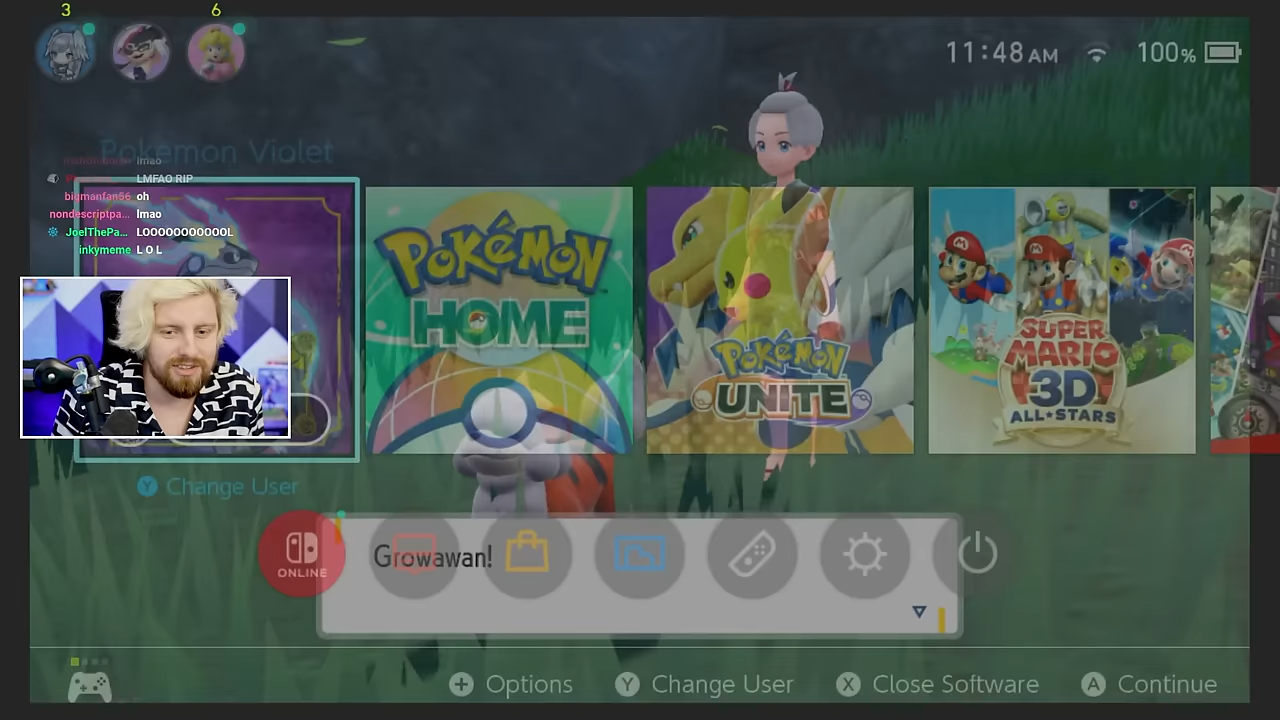 3
6
11:48 AM
100%
Pokémon Violet
lmao
LMFAO RIP
bigmanfan56 oh
nondescriptpa... lmao
JoelThePa... LOOOOOOOOOOOL
inkymeme L O L
POKéMON
HOME
POKéMON
UNITE
SUPER
MARIO
3D
ALL★STARS
Y Change User
ONLINE
Growawan!
+ Options
Y Change User
X Close Software
A Continue